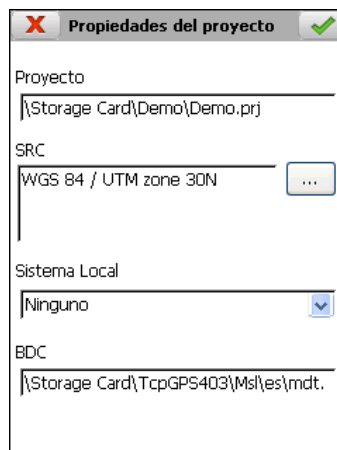 Propiedades del proyecto
Proyecto
\Storage Card\Demo\Demo.prj
SRC
WGS 84 / UTM zone 30N
...
Sistema Local
Ninguno
BDC
\Storage Card\TcpGPS403\Msl\es\mdt.